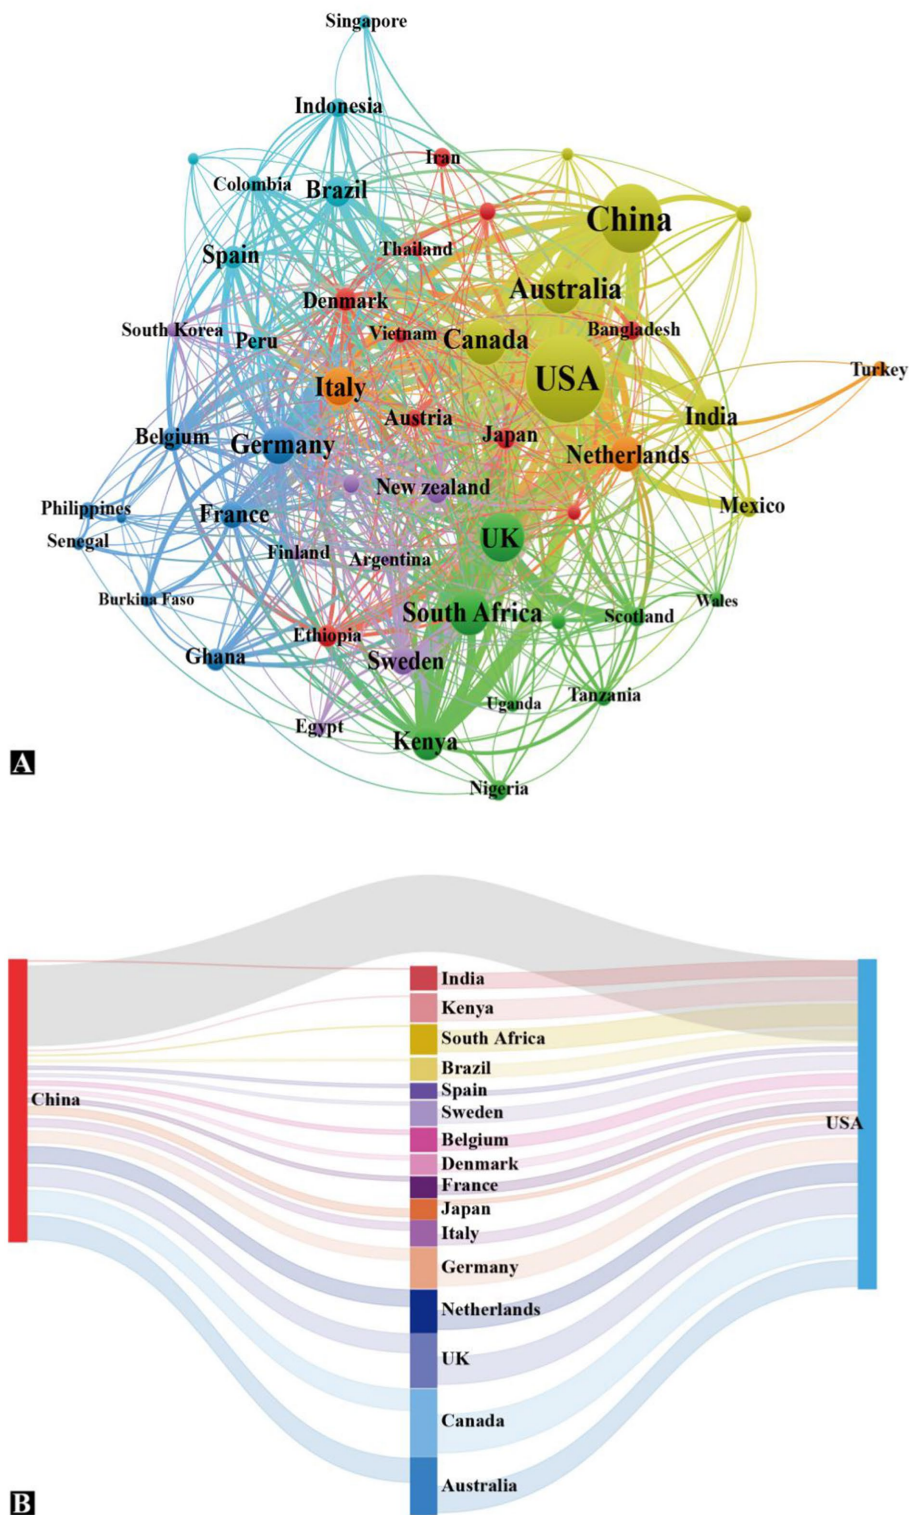 Singapore
Indonesia
Iran
Colombia
Brazil
China
Thailand
Spain
Australia
Denmark
South Korea
Vietnam
Bangladesh
Peru
Canada
Turkey
Italy
USA
Austria
India
Belgium
Germany
Japan
Netherlands
New zealand
Philippines
France
Mexico
Senegal
UK
Finland
Argentina
Burkina Faso
Wales
South Africa
Scotland
Ethiopia
Ghana
Sweden
Tanzania
Uganda
Egypt
Kenya
A
Nigeria
India
Kenya
South Africa
Brazil
Spain
China
Sweden
USA
Belgium
Denmark
France
Japan
Italy
Germany
Netherlands
UK
Canada
Australia
B